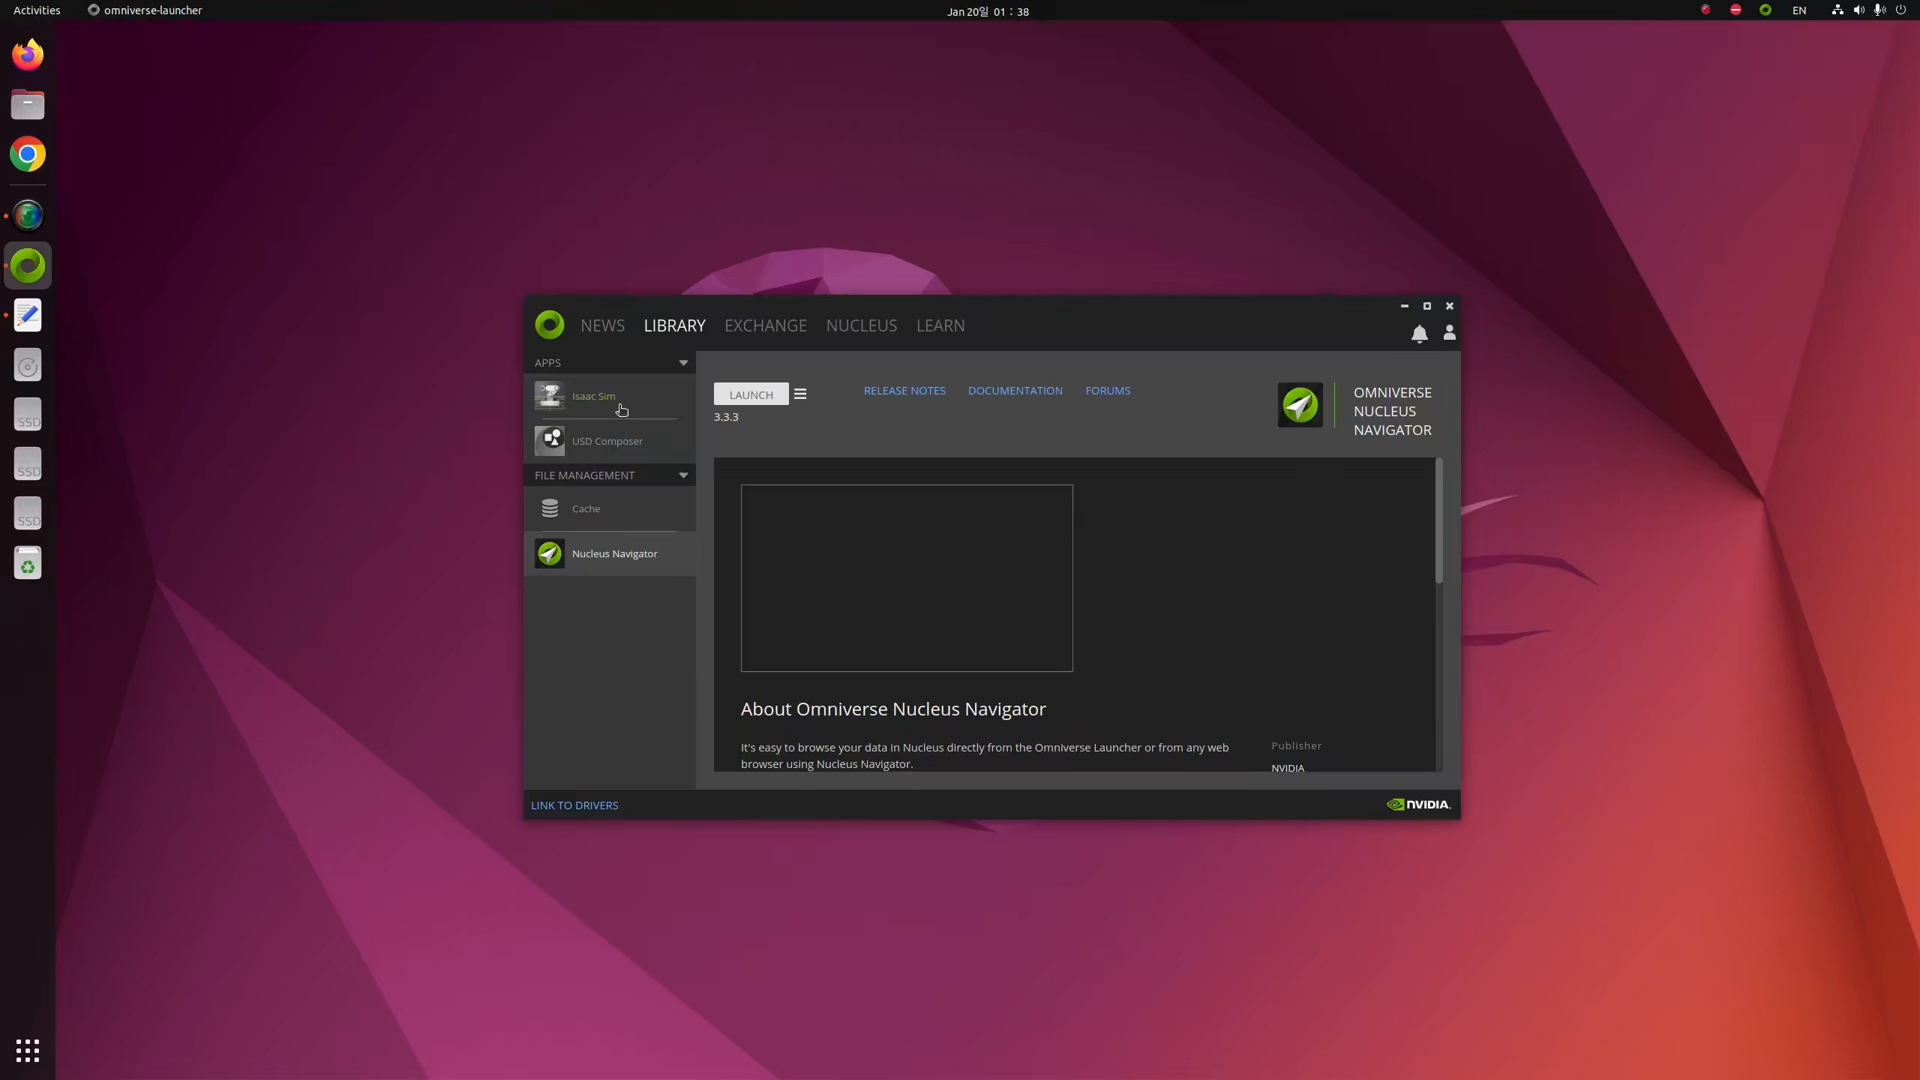 Activities
omniverse-launcher
Jan 20일 01 : 38
EN
NEWS
LIBRARY
EXCHANGE
NUCLEUS
LEARN
APPS
Isaac Sim
USD Composer
FILE MANAGEMENT
Cache
Nucleus Navigator
LAUNCH
3.3.3
RELEASE NOTES
DOCUMENTATION
FORUMS
OMNIVERSE
NUCLEUS
NAVIGATOR
About Omniverse Nucleus Navigator
It's easy to browse your data in Nucleus directly from the Omniverse Launcher or from any web
browser using Nucleus Navigator.
Publisher
NVIDIA
LINK TO DRIVERS
NVIDIA.
SSD
SSD
SSD